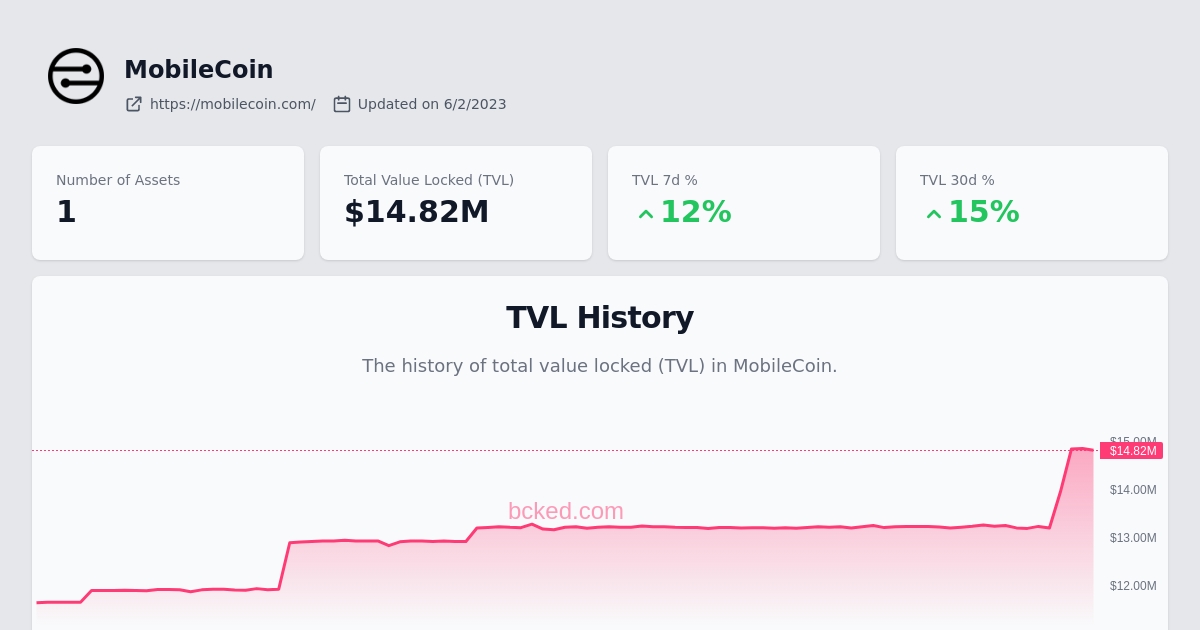 MobileCoin
https://mobilecoin.com/ Updated on 6/2/2023
Number of Assets
1
Total Value Locked (TVL)
$14.82M
TVL 7d %
12%
TVL 30d %
15%
TVL History
The history of total value locked (TVL) in MobileCoin.
$15.00M
$14.82M
$14.00M
bcked.com
$13.00M
$12.00M